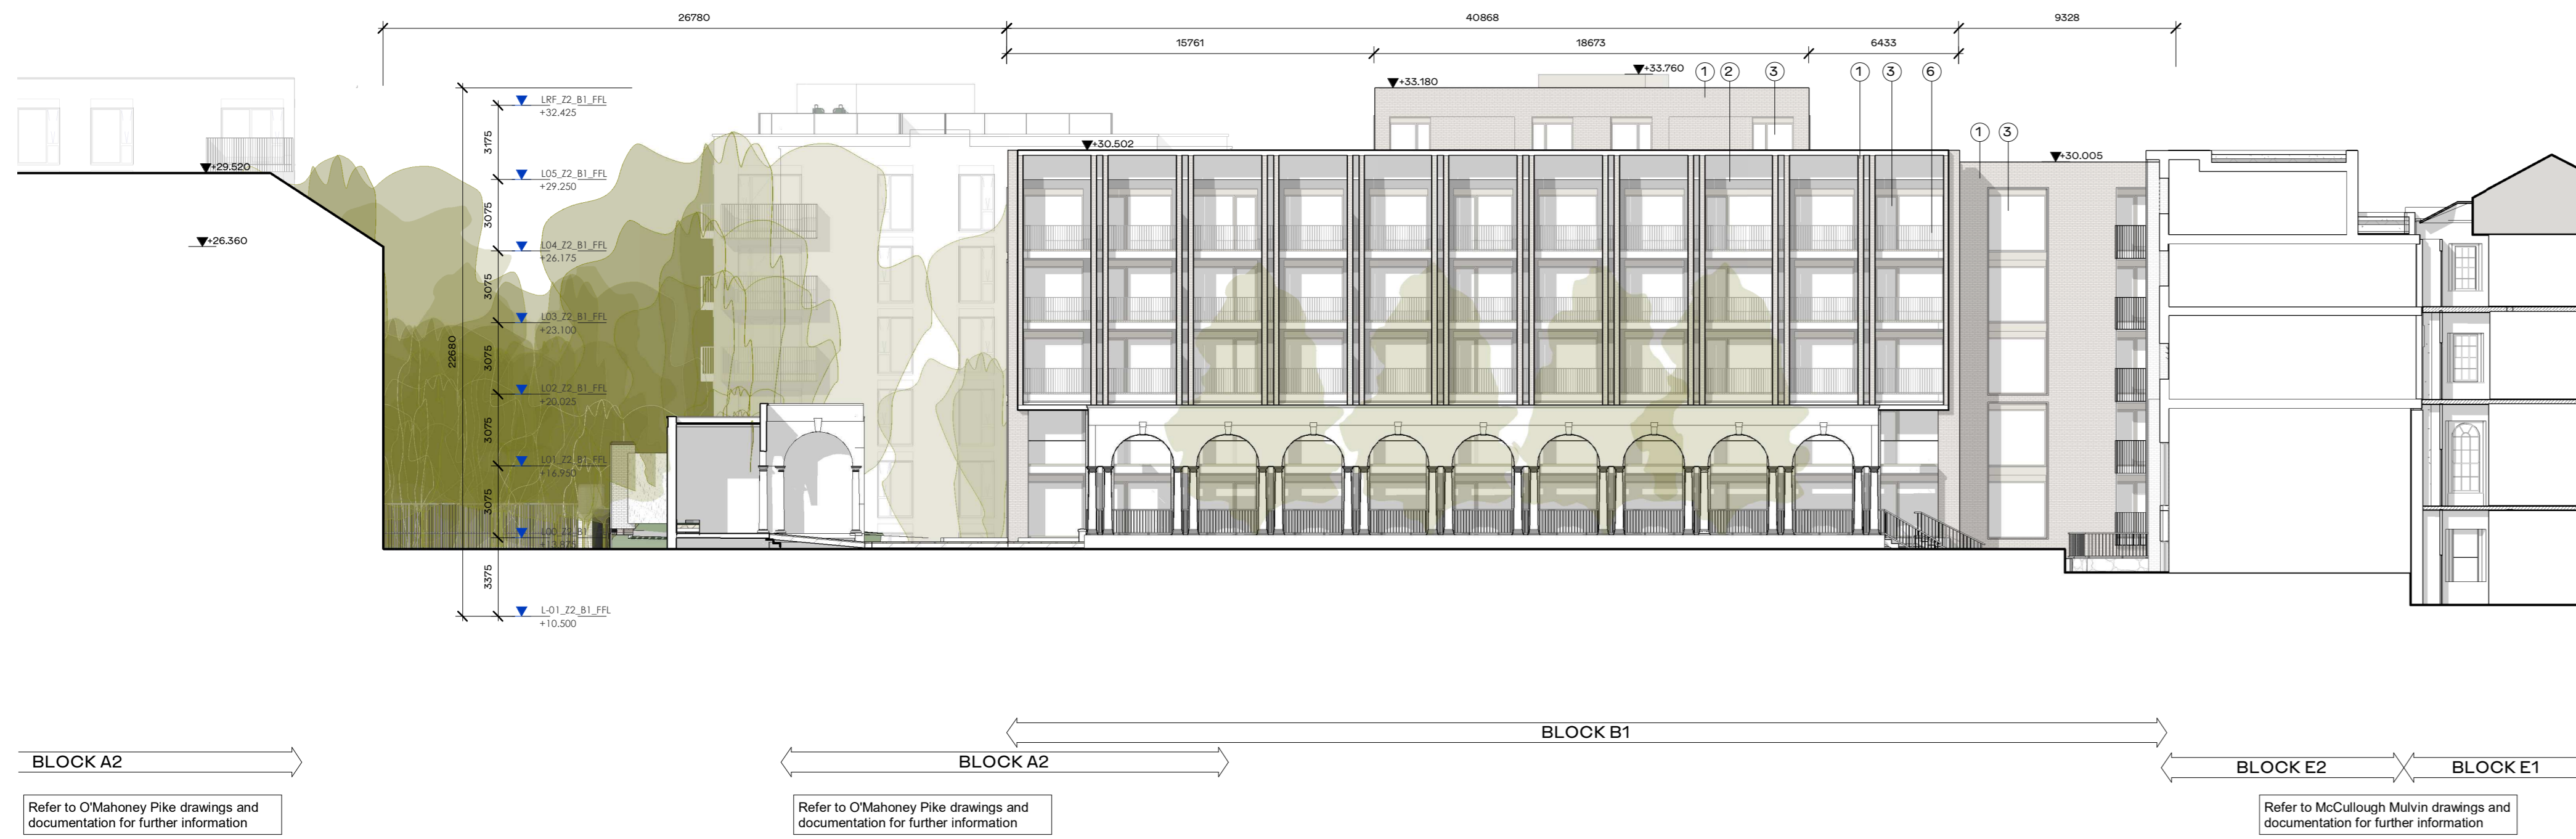 26780
40868
9328
15761
18673
6433
+33.180
+33.760
1
2
3
1
3
6
1
3
LRF_Z2_B1_FFL
+32.425
3175
+30.502
+30.005
+29.520
L05_Z2_B1_FFL
+29.250
3075
+26.360
L04_Z2_B1_FFL
+26.175
3075
L03_Z2_B1_FFL
+23.100
22680
3075
L02_Z2_B1_FFL
+20.025
3075
L01_Z2_B1_FFL
+16.950
3075
L00_Z2_B1
+13.875
3375
L-01_Z2_B1_FFL
+10.500
BLOCK B1
BLOCK A2
BLOCK A2
BLOCK E2
BLOCK E1
Refer to O'Mahoney Pike drawings and
documentation for further information
Refer to O'Mahoney Pike drawings and
documentation for further information
Refer to McCullough Mulvin drawings and
documentation for further information